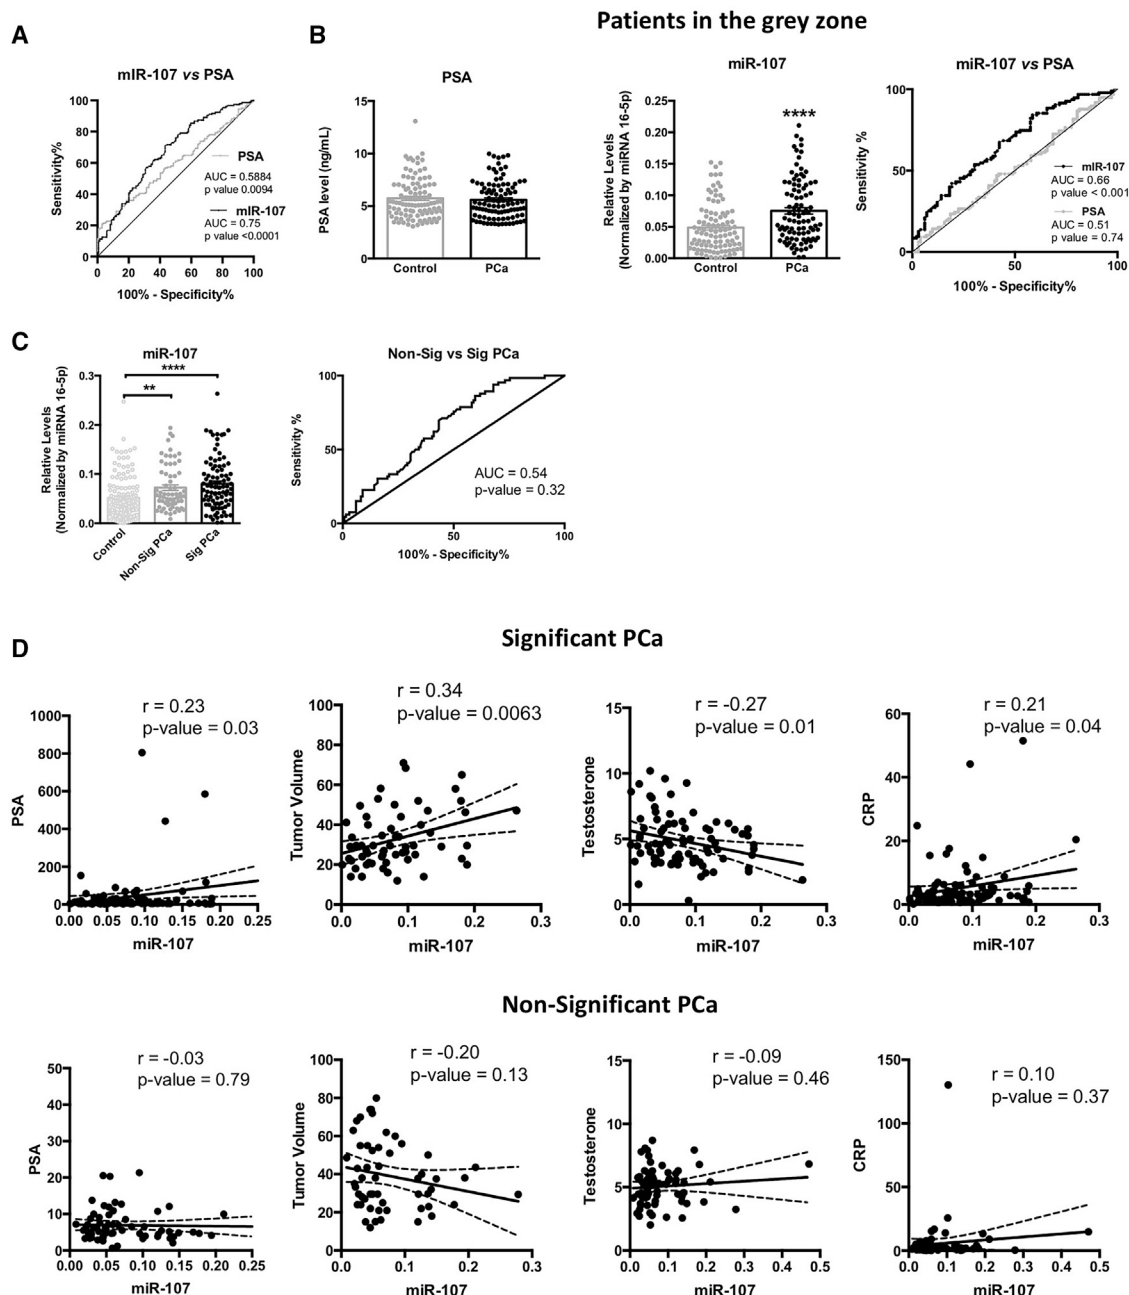 Patients in the grey zone
A
mIR-107 vs PSA
Sensitivity%
100
80
60
40
20
0
PSA
AUC = 0.5884
p value 0.0094
mIR-107
AUC = 0.75
p value <0.0001
0 20 40 60 80 100
100% - Specificity%
B
PSA
PSA level (ng/mL)
15
10
5
0
Control PCa
miR-107
Relative Levels
(Normalized by miRNA 16-5p)
0.25
0.20
0.15
0.10
0.05
0.00
****
Control PCa
miR-107 vs PSA
Sensitivity%
100
50
0
miR-107
AUC = 0.66
p value < 0.001
PSA
AUC = 0.51
p value = 0.74
0 50 100
100% - Specificity%
C
miR-107
Relative Levels
(Normalized by miRNA 16-5p)
0.3
0.2
0.1
0.0
****
**
Control
Non-Sig PCa
Sig PCa
Non-Sig vs Sig PCa
Sensitivity %
100
50
0
AUC = 0.54
p-value = 0.32
0 50 100
100% - Specificity%
D
Significant PCa
r = 0.23
p-value = 0.03
PSA
1000
800
600
400
200
0
0.00 0.05 0.10 0.15 0.20 0.25
miR-107
r = 0.34
p-value = 0.0063
Tumor Volume
100
80
60
40
20
0
0.0 0.1 0.2 0.3
miR-107
r = -0.27
p-value = 0.01
Testosterone
15
10
5
0
0.0 0.1 0.2 0.3
miR-107
r = 0.21
p-value = 0.04
CRP
60
40
20
0
0.0 0.1 0.2 0.3
miR-107
Non-Significant PCa
r = -0.03
p-value = 0.79
PSA
50
40
30
20
10
0
0.00 0.05 0.10 0.15 0.20 0.25
miR-107
r = -0.20
p-value = 0.13
Tumor Volume
100
80
60
40
20
0
0.0 0.1 0.2 0.3
miR-107
r = -0.09
p-value = 0.46
Testosterone
15
10
5
0
0.0 0.1 0.2 0.3 0.4 0.5
miR-107
r = 0.10
p-value = 0.37
CRP
150
100
50
0
0.0 0.1 0.2 0.3 0.4 0.5
miR-107